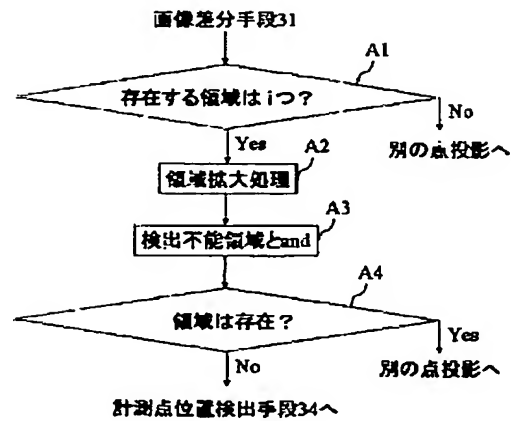 画像差分手段31
A1
存在する領域はiつ?
No
Yes
別の点投影へ
A2
領域拡大処理
A3
検出不能領域とand
A4
領域は存在?
Yes
No
別の点投影へ
計測点位置検出手段34へ